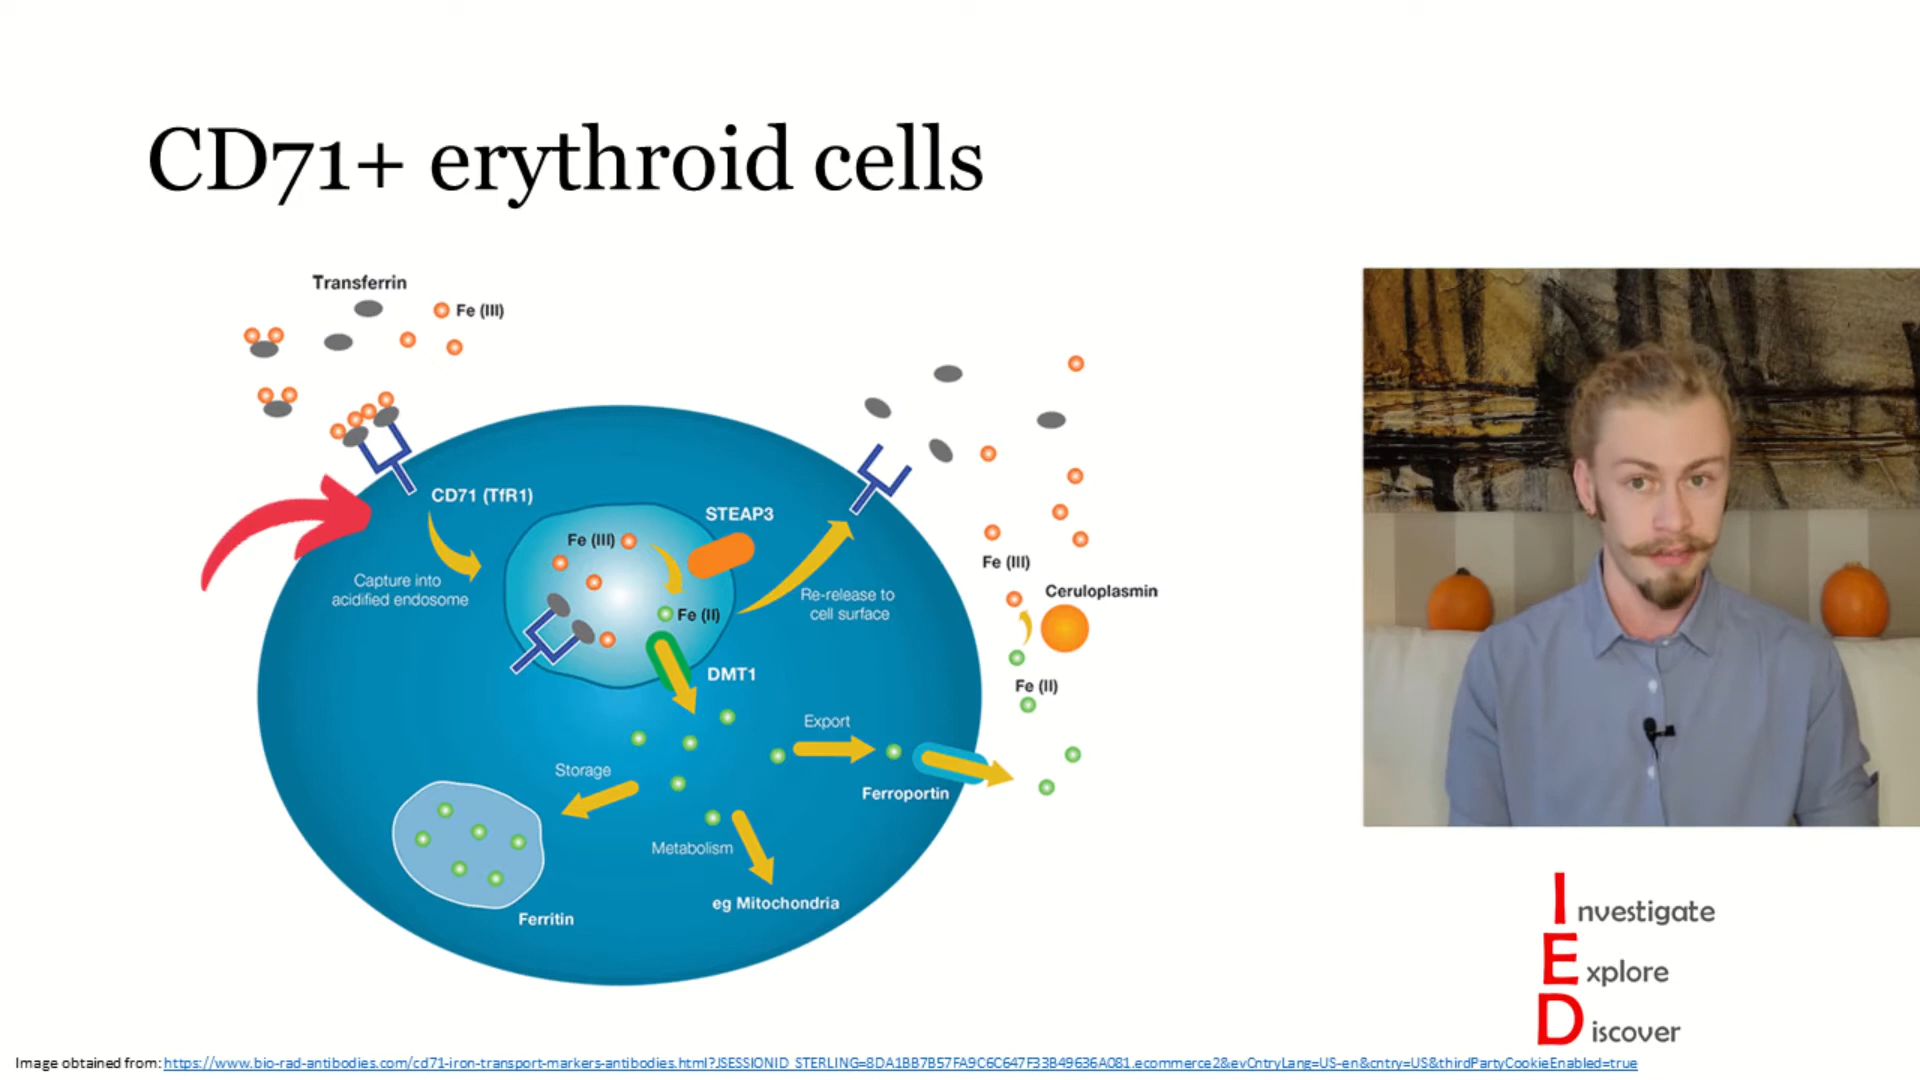 CD71+ erythroid cells
Transferrin
Fe (III)
CD71 (TfR1)
Capture into
acidified endosome
Fe (III)
STEAP3
Fe (II)
DMT1
Re-release to
cell surface
Fe (III)
Ceruloplasmin
Fe (II)
Export
Ferroportin
Storage
Ferritin
Metabolism
eg Mitochondria
Investigate
Explore
Discover
Image obtained from: https://www.bio-rad-antibodies.com/cd71-iron-transport-markers-antibodies.html?JSESSIONID_STERLING=8DA1BB7B57FA9C6C647F33B49636A081.ecommerce2&evCntryLang=US-en&cntry=US&thirdPartyCookieEnabled=true